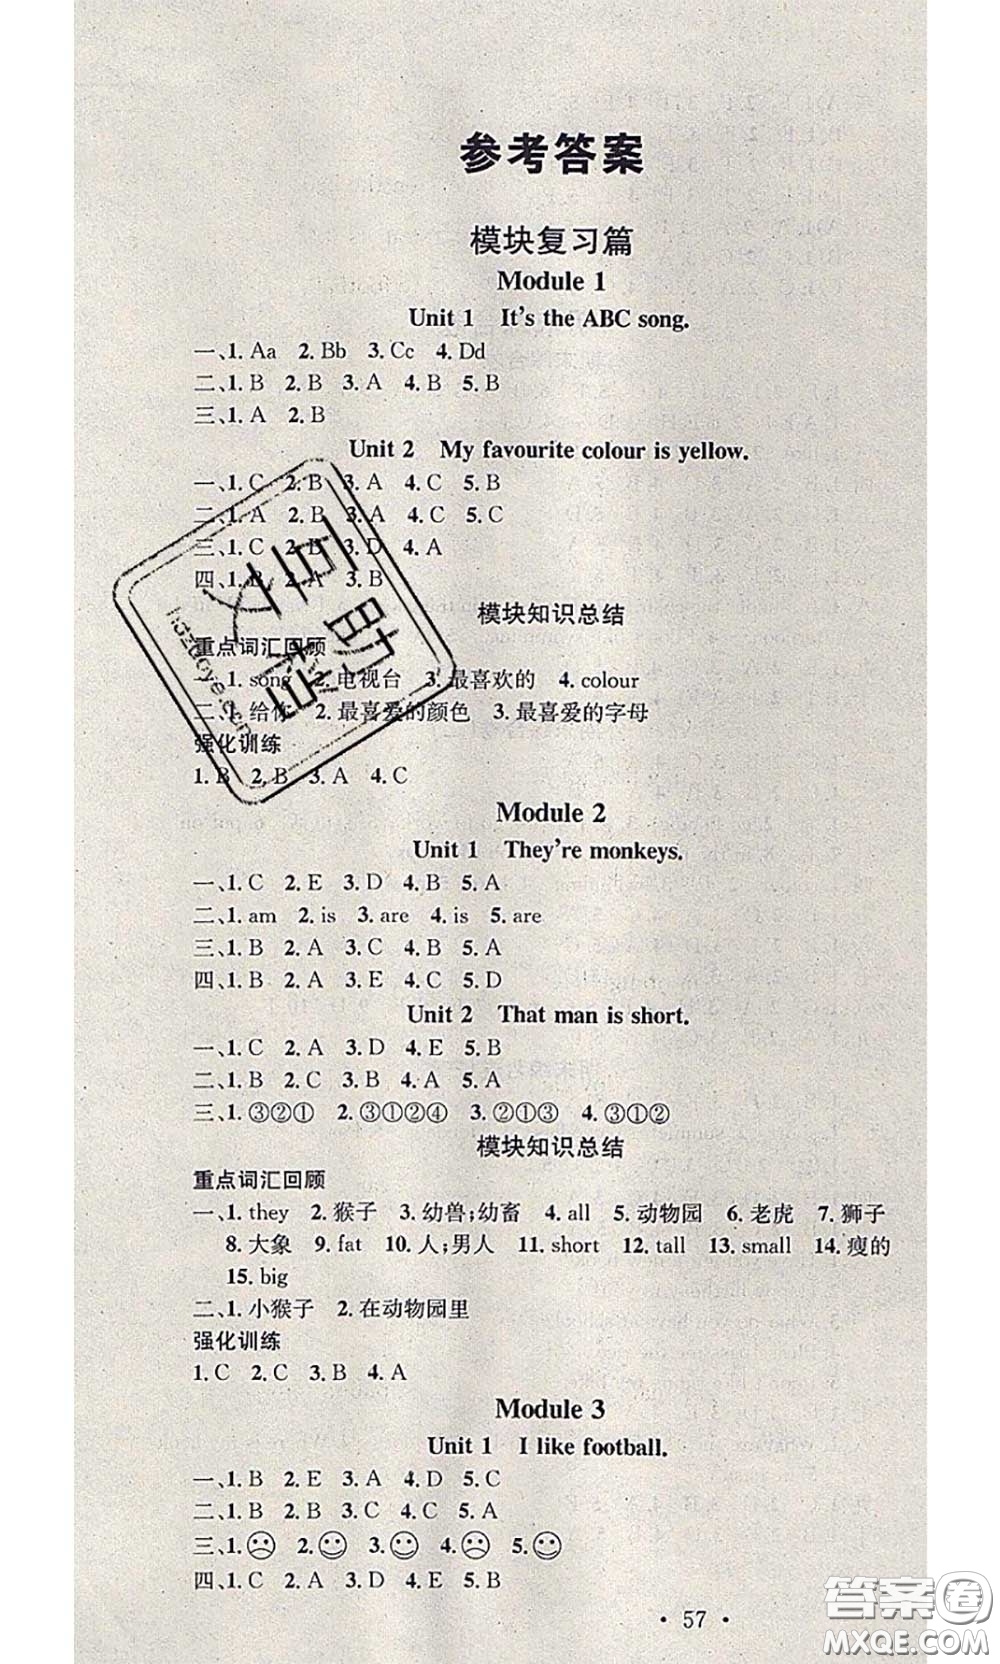 参考答案
模块复习篇
Module 1
Unit 1 It's the ABC song.
一、1. Aa 2. Bb 3. Cc 4. Dd
二、1. B 2. B 3. A 4. B 5. B
三、1. A 2. B
Unit 2 My favourite colour is yellow.
一、1. C 2. B 3. A 4. C 5. B
二、1. A 2. B 3. A 4. C 5. C
三、1. C 2. B 3. D 4. A
四、1. B 2. A 3. B
模块知识总结
重点词汇回顾
一、1. song 2. 电视台 3. 最喜欢的 4. colour
二、1. 给你 2. 最喜爱的颜色 3. 最喜爱的字母
强化训练
1. B 2. B 3. A 4. C
Module 2
Unit 1 They're monkeys.
一、1. C 2. E 3. D 4. B 5. A
二、1. am 2. is 3. are 4. is 5. are
三、1. B 2. A 3. C 4. B 5. A
四、1. B 2. A 3. E 4. C 5. D
Unit 2 That man is short.
一、1. C 2. A 3. D 4. E 5. B
二、1. A 2. B 3. B 4. A 5. A
三、1. ③②① 2. ③①②④ 3. ②①③ 4. ③①②
模块知识总结
重点词汇回顾
一、1. they 2. 猴子 3. 幼兽;幼畜 4. all 5. 动物园 6. 老虎 7. 狮子
8. 大象 9. fat 10. 人;男人 11. short 12. tall 13. small 14. 瘦的
15. big
二、1. 小猴子 2. 在动物园里
强化训练
1. C 2. C 3. B 4. A
Module 3
Unit 1 I like football.
一、1. B 2. E 3. A 4. D 5. C
二、1. B 2. B 3. B 4. C 5. A
三、1. ☹ 2. ☺ 3. ☺ 4. ☹ 5. ☺
四、1. C 2. A 3. D 4. E 5. B
• 57 •
答案圈
MXQE.COM